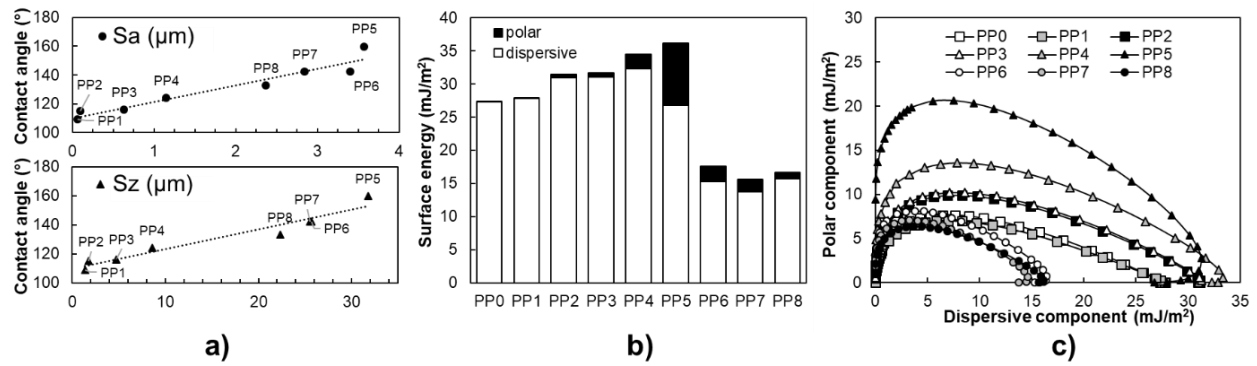 Contact angle (°)
180
160
140
120
100
● Sa (µm)
PP5
PP7
PP8
PP4
PP6
PP3
PP2
PP1
0 1 2 3 4
Contact angle (°)
180
160
140
120
100
▲ Sz (µm)
PP5
PP7
PP8
PP6
PP4
PP3
PP2
PP1
0 10 20 30
a)
Surface energy (mJ/m²)
40
35
30
25
20
15
10
5
0
■ polar
□ dispersive
PP0 PP1 PP2 PP3 PP4 PP5 PP6 PP7 PP8
b)
Polar component (mJ/m²)
30
25
20
15
10
5
0
PP0 PP1 PP2
PP3 PP4 PP5
PP6 PP7 PP8
0 5 10 15 20 25 30 35
Dispersive component (mJ/m²)
c)